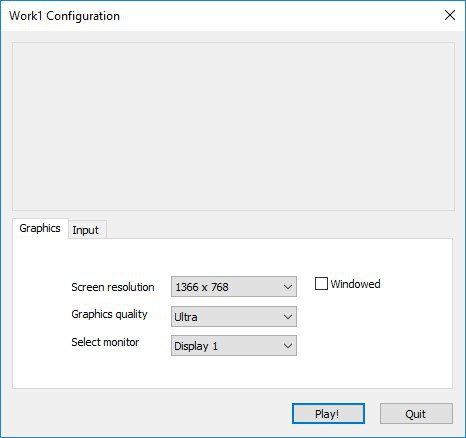 Work1 Configuration
Graphics
Input
Screen resolution
1366 x 768
Windowed
Graphics quality
Ultra
Select monitor
Display 1
Play!
Quit